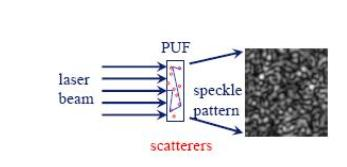 PUF
laser
beam
speckle
pattern
scatterers